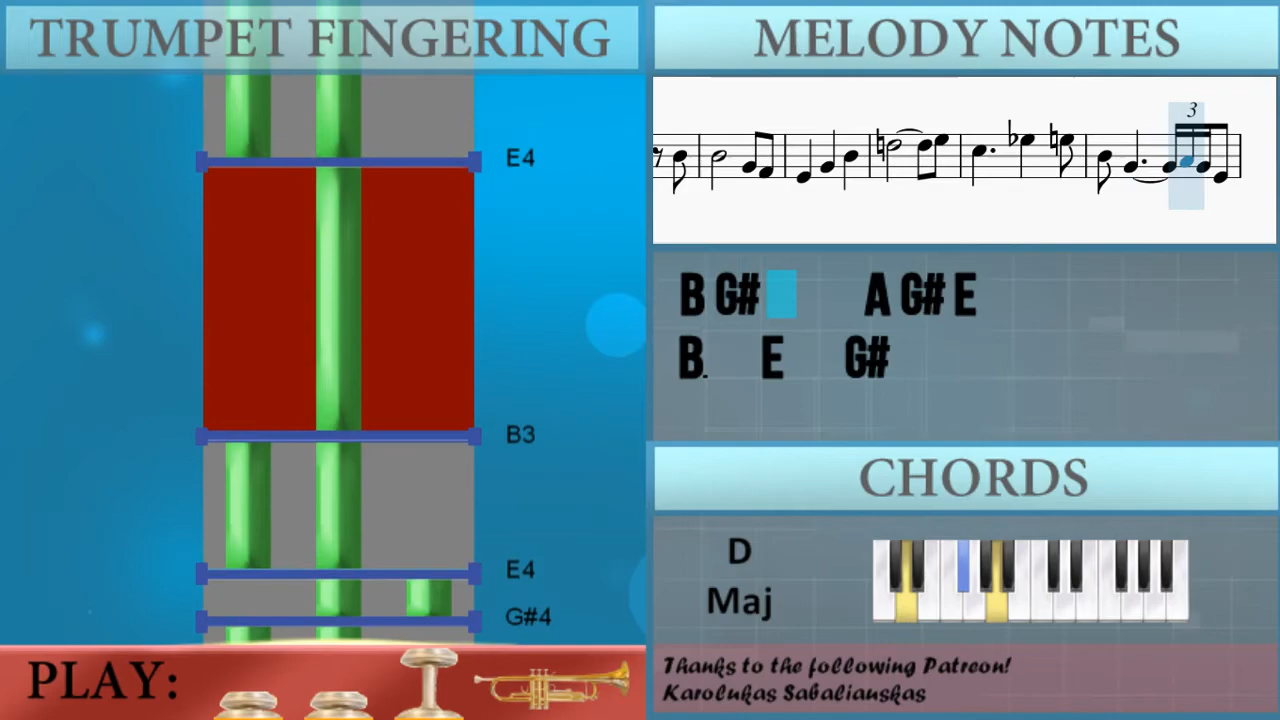 TRUMPET FINGERING
E4
B3
E4
G#4
PLAY:
MELODY NOTES
3
B G# A G# E
B. E G#
CHORDS
D
Maj
Thanks to the following Patreon!
Karolukas Sabaliauskas